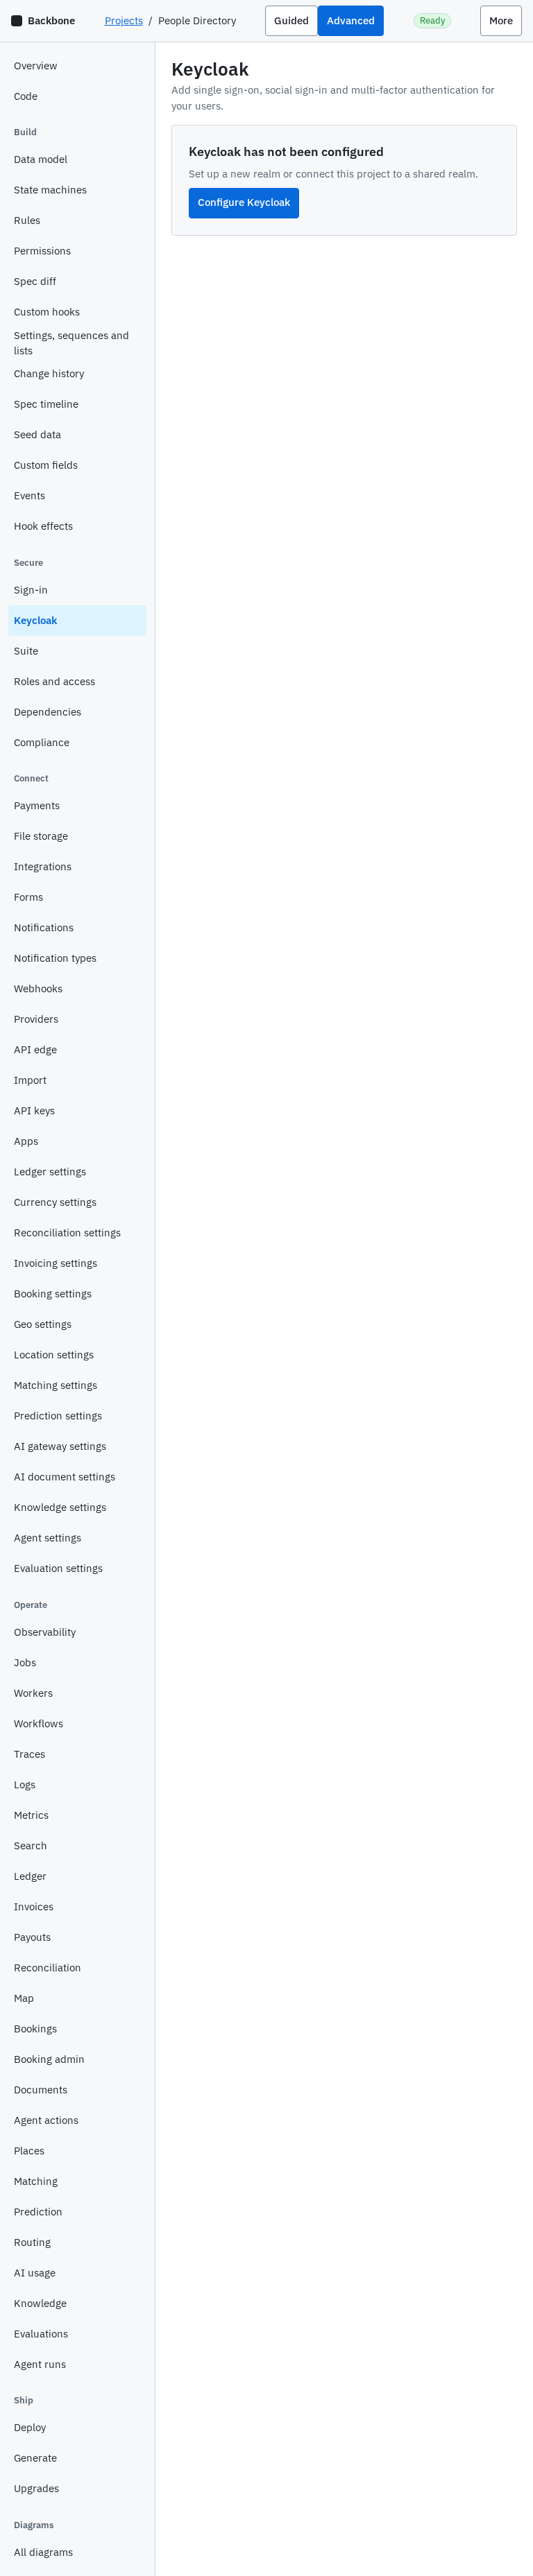 Backbone
Projects / People Directory
Guided
Advanced
Ready
More
Overview
Code
Build
Data model
State machines
Rules
Permissions
Spec diff
Custom hooks
Settings, sequences and
lists
Change history
Spec timeline
Seed data
Custom fields
Events
Hook effects
Secure
Sign-in
Keycloak
Suite
Roles and access
Dependencies
Compliance
Connect
Payments
File storage
Integrations
Forms
Notifications
Notification types
Webhooks
Providers
API edge
Import
API keys
Apps
Ledger settings
Currency settings
Reconciliation settings
Invoicing settings
Booking settings
Geo settings
Location settings
Matching settings
Prediction settings
AI gateway settings
AI document settings
Knowledge settings
Agent settings
Evaluation settings
Operate
Observability
Jobs
Workers
Workflows
Traces
Logs
Metrics
Search
Ledger
Invoices
Payouts
Reconciliation
Map
Bookings
Booking admin
Documents
Agent actions
Places
Matching
Prediction
Routing
AI usage
Knowledge
Evaluations
Agent runs
Ship
Deploy
Generate
Upgrades
Diagrams
All diagrams
Keycloak
Add single sign-on, social sign-in and multi-factor authentication for
your users.
Keycloak has not been configured
Set up a new realm or connect this project to a shared realm.
Configure Keycloak